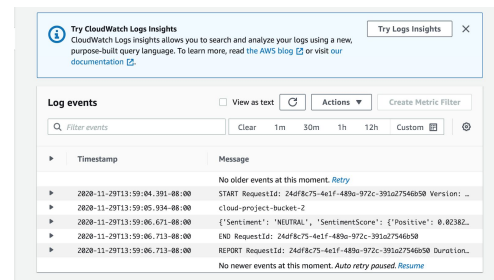 Try CloudWatch Logs Insights
CloudWatch Logs insights allows you to search and analyze your logs using a new, purpose-built query language. To learn more, read the AWS blog or visit our documentation.
Try Logs Insights
Log events
View as text
Actions
Create Metric Filter
Filter events
Clear 1m 30m 1h 12h Custom
Timestamp Message
No older events at this moment. Retry
2020-11-29T13:59:04.391-08:00 START RequestId: 24df8c75-4e1f-489a-972c-391a27546b50 Version: …
2020-11-29T13:59:05.934-08:00 cloud-project-bucket-2
2020-11-29T13:59:06.671-08:00 {'Sentiment': 'NEUTRAL', 'SentimentScore': {'Positive': 0.02382…
2020-11-29T13:59:06.713-08:00 END RequestId: 24df8c75-4e1f-489a-972c-391a27546b50
2020-11-29T13:59:06.713-08:00 REPORT RequestId: 24df8c75-4e1f-489a-972c-391a27546b50 Duration…
No newer events at this moment. Auto retry paused. Resume